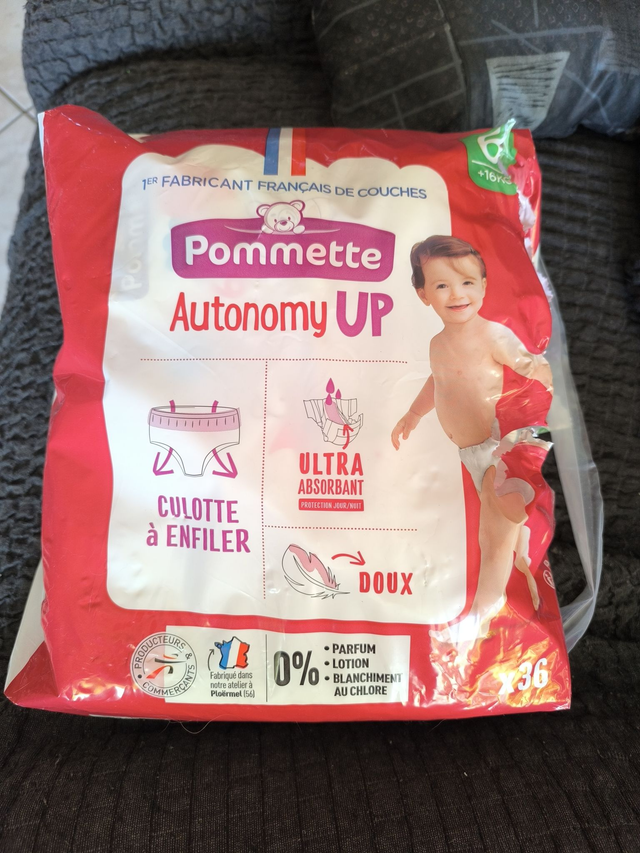 1ER FABRICANT FRANÇAIS DE COUCHES
Pommette
Autonomy UP
+16
CULOTTE
à ENFILER
ULTRA
ABSORBANT
PROTECTION JOUR/NUIT
DOUX
PRODUCTEURS &
COMMERÇANTS
Fabriqué dans
notre atelier à
Ploërmel (56)
0%
• PARFUM
• LOTION
• BLANCHIMENT
AU CHLORE
x36